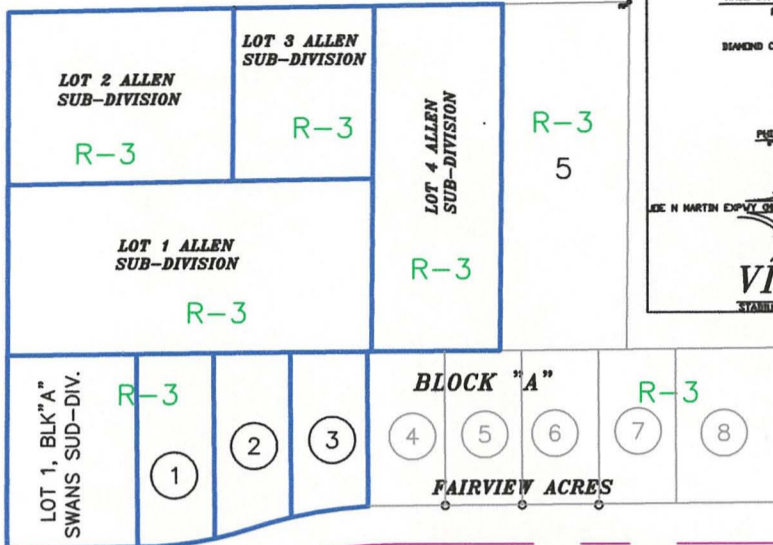 LOT 2 ALLEN
SUB-DIVISION
R-3
LOT 3 ALLEN
SUB-DIVISION
R-3
LOT 4 ALLEN
SUB-DIVISION
R-3
R-3
5
LOT 1 ALLEN
SUB-DIVISION
R-3
LOT 1, BLK"A"
SWANS SUD-DIV.
R-3
1
2
3
BLOCK "A"
R-3
4
5
6
7
8
FAIRVIEW ACRES
DIAMOND
JOE N MARTIN EXPWY